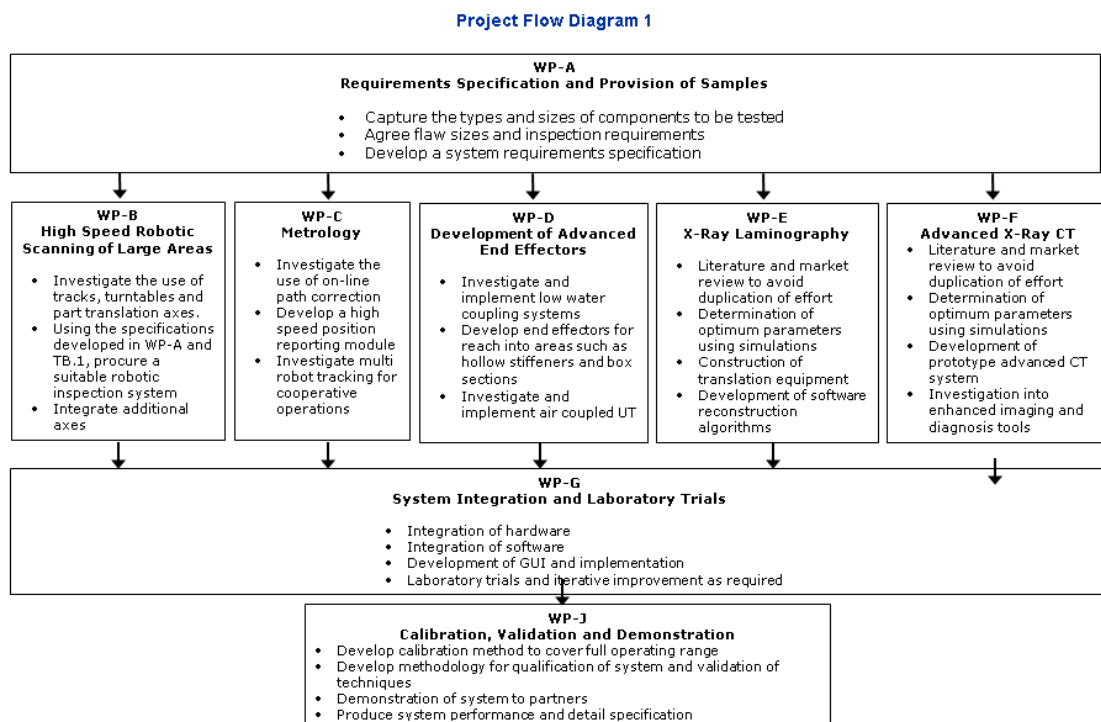 Project Flow Diagram 1
WP-A
Requirements Specification and Provision of Samples
• Capture the types and sizes of components to be tested
• Agree flaw sizes and inspection requirements
• Develop a system requirements specification
WP-B
High Speed Robotic
Scanning of Large Areas
• Investigate the use of
tracks, turntables and
part translation axes.
• Using the specifications
developed in WP-A and
TB.1, procure a
suitable robotic
inspection system
• Integrate additional
axes
WP-C
Metrology
• Investigate the
use of on-line
path correction
• Develop a high
speed position
reporting module
• Investigate multi
robot tracking for
cooperative
operations
WP-D
Development of Advanced
End Effectors
• Investigate and
implement low water
coupling systems
• Develop end effectors for
reach into areas such as
hollow stiffeners and box
sections
• Investigate and
implement air coupled UT
WP-E
X-Ray Laminography
• Literature and market
review to avoid
duplication of effort
• Determination of
optimum parameters
using simulations
• Construction of
translation equipment
• Development of software
reconstruction
algorithms
WP-F
Advanced X-Ray CT
• Literature and market
review to avoid
duplication of effort
• Determination of
optimum parameters
using simulations
• Development of
prototype advanced CT
system
• Investigation into
enhanced imaging and
diagnosis tools
WP-G
System Integration and Laboratory Trials
• Integration of hardware
• Integration of software
• Development of GUI and implementation
• Laboratory trials and iterative improvement as required
WP-J
Calibration, Validation and Demonstration
• Develop calibration method to cover full operating range
• Develop methodology for qualification of system and validation of
techniques
• Demonstration of system to partners
• Produce system performance and detail specification